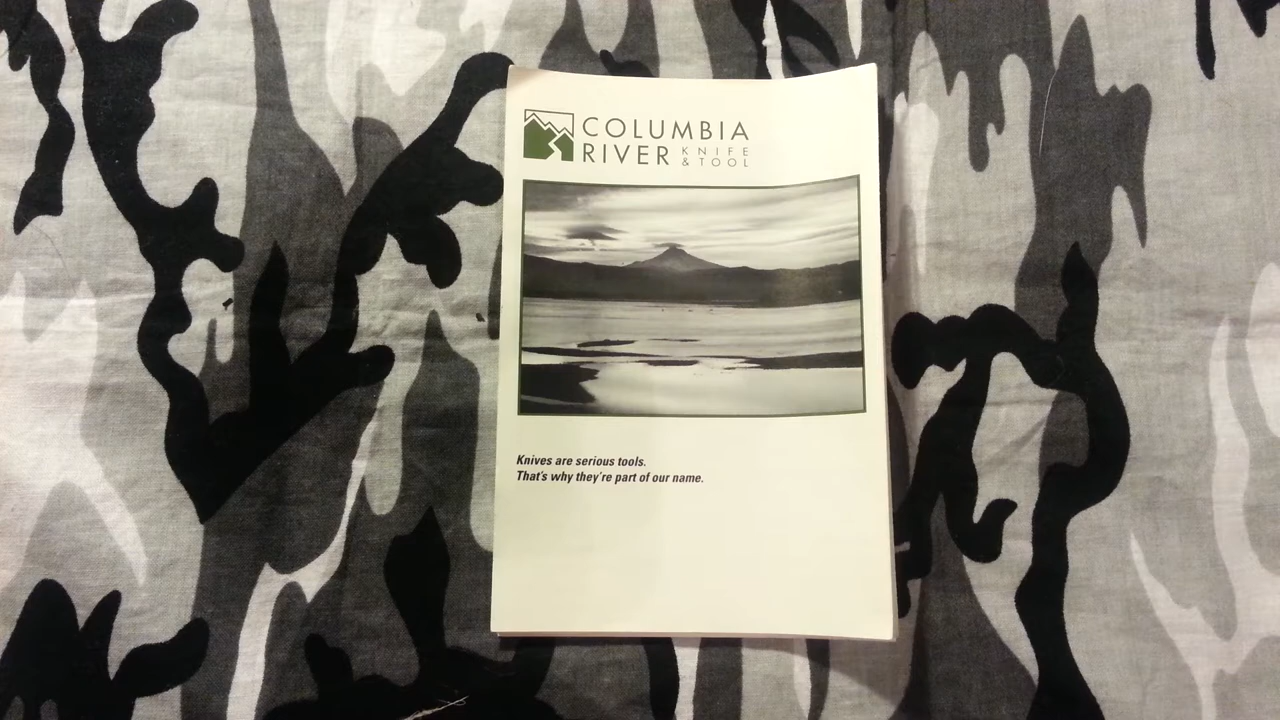 COLUMBIA
RIVER KNIFE & TOOL
Knives are serious tools.
That's why they're part of our name.